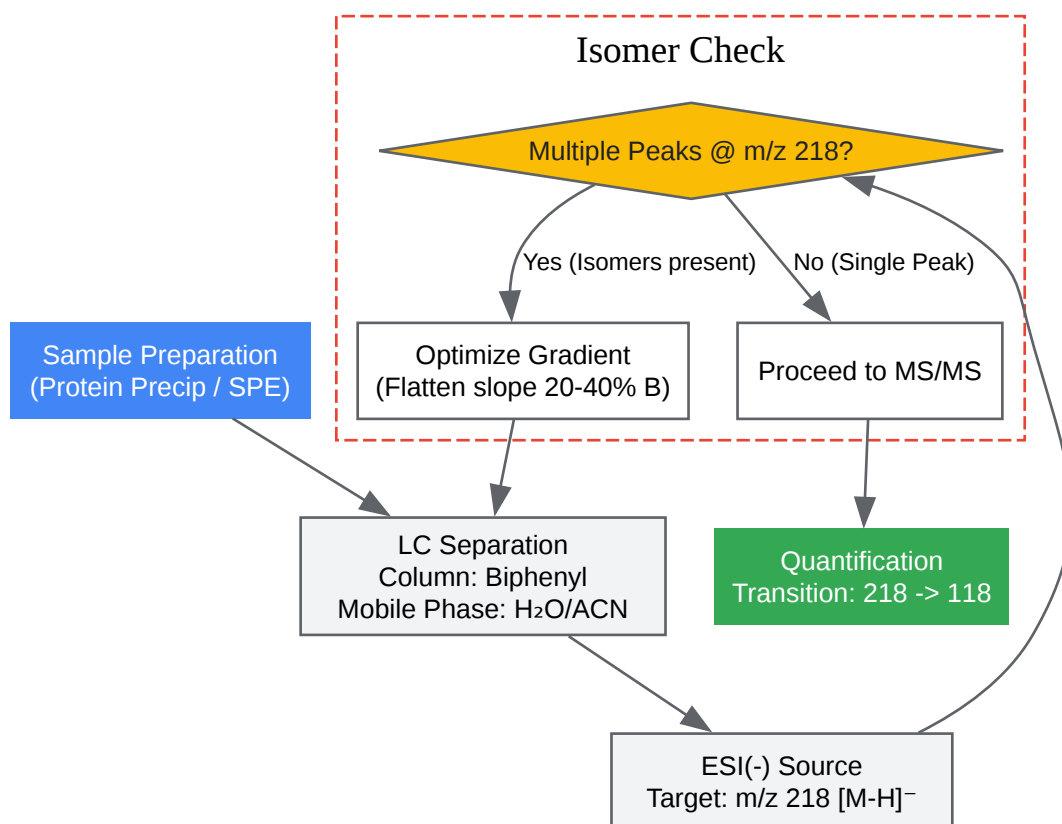 Isomer Check
Multiple Peaks @ m/z 218?
Yes (Isomers present)
No (Single Peak)
Sample Preparation
(Protein Precip / SPE)
Optimize Gradient
(Flatten slope 20-40% B)
Proceed to MS/MS
LC Separation
Column: Biphenyl
Mobile Phase: H₂O/ACN
Quantification
Transition: 218 -> 118
ESI(-) Source
Target: m/z 218 [M-H]⁻